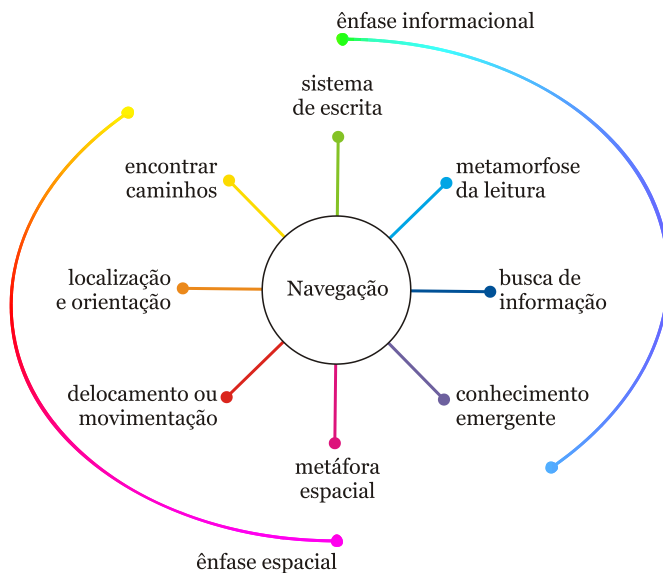 ênfase informacional
sistema
de escrita
encontrar
caminhos
metamorfose
da leitura
localização
e orientação
Navegação
busca de
informação
delocamento ou
movimentação
conhecimento
emergente
metáfora
espacial
ênfase espacial